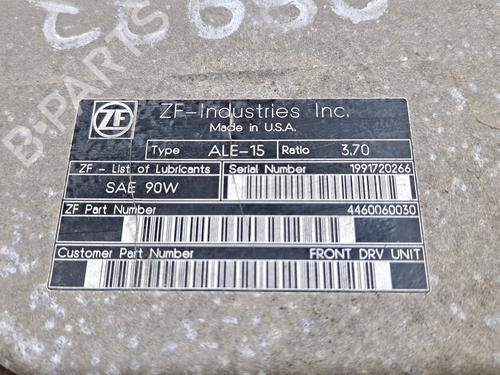 B-PARTS
ZF
ZF-Industries Inc.
Made in U.S.A.
Type ALE-15 Ratio 3.70
ZF - List of Lubricants Serial Number 1991720266
SAE 90W
ZF Part Number 4460060030
Customer Part Number FRONT DRV UNIT